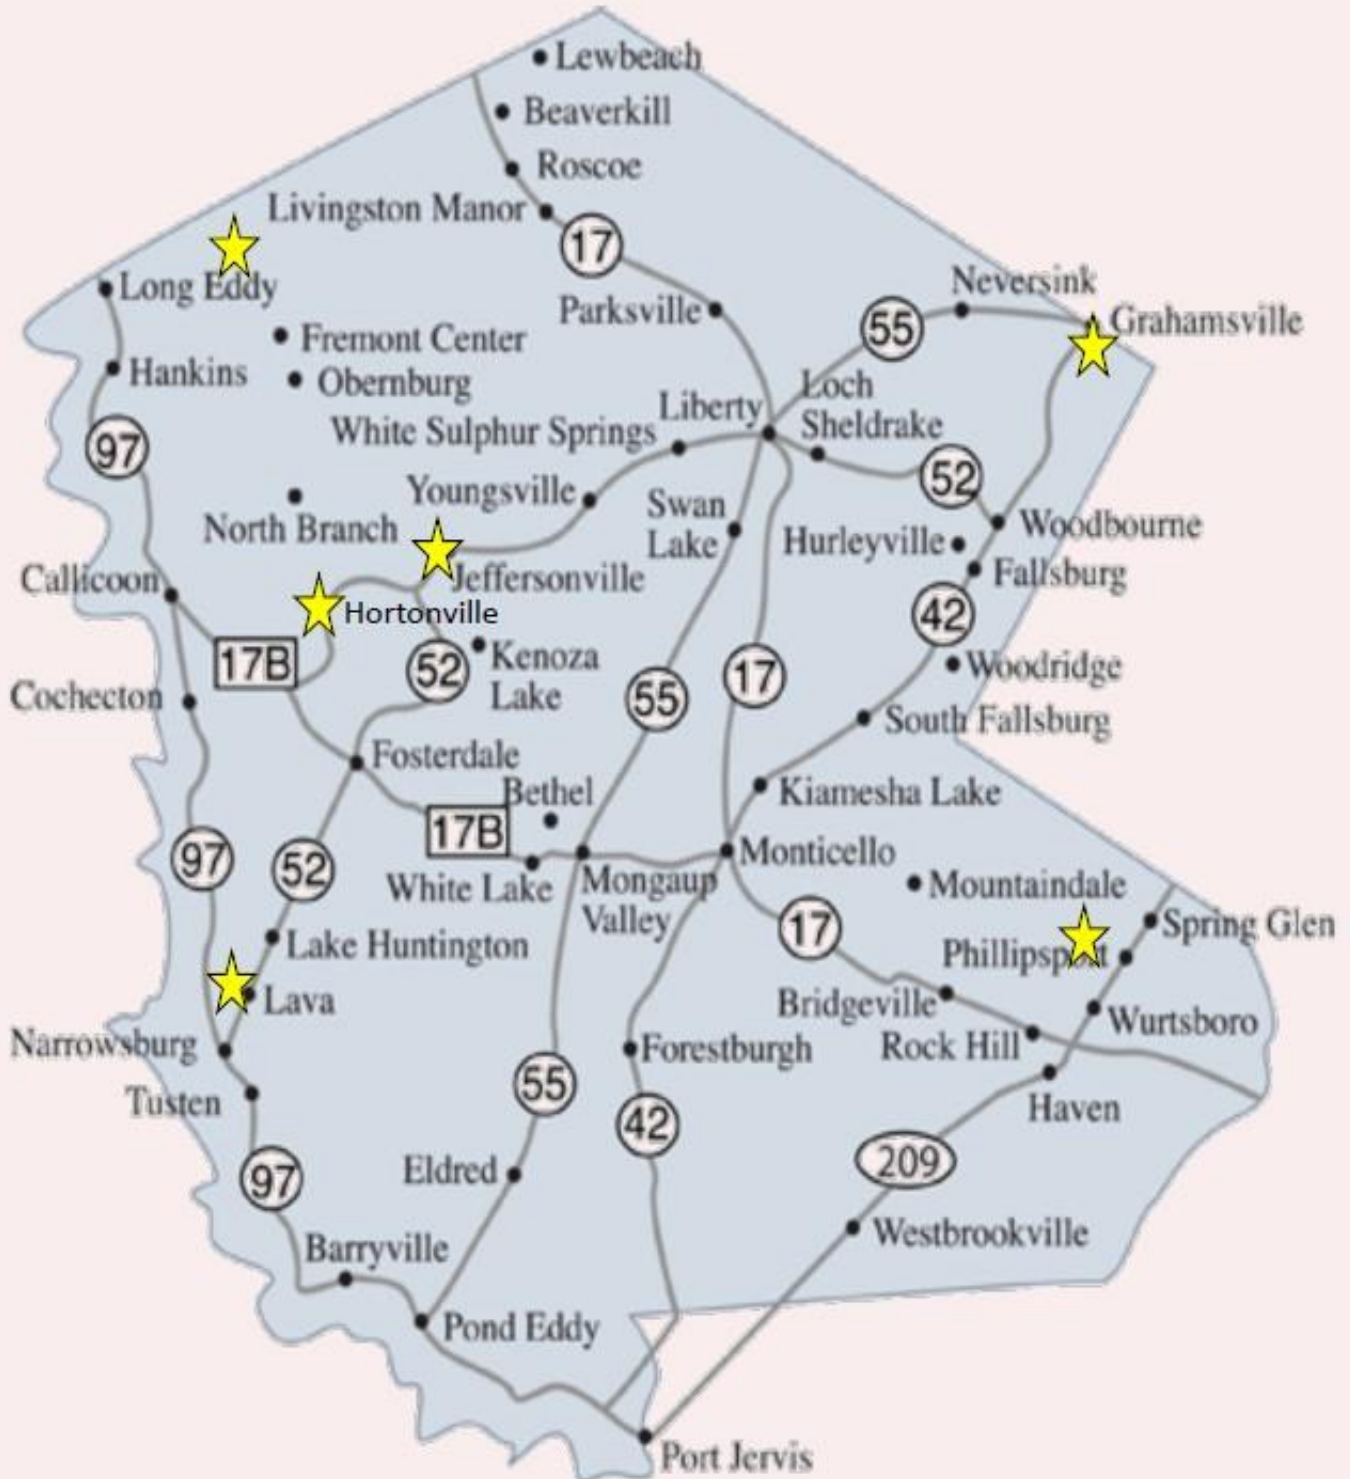 Lewbeach
Beaverkill
Roscoe
Livingston Manor
17
Long Eddy
Neversink
Parksville
55
Grahamsville
Fremont Center
Hankins
Obernburg
Loch
Sheldrake
Liberty
White Sulphur Springs
97
52
Youngsville
Swan
Lake
North Branch
Woodbourne
Hurleyville
Callicoon
Jeffersonville
Fallsburg
Hortonville
42
17B
52
Kenoza
Lake
55
17
Woodridge
Cochecton
South Fallsburg
Fosterdale
Bethel
Kiamesha Lake
17B
97
52
White Lake
Mongaup
Valley
Monticello
Mountaindale
17
Spring Glen
Lake Huntington
Phillipsport
Lava
Bridgeville
Wurtsboro
Narrowsburg
Forestburgh
Rock Hill
Tusten
55
Haven
42
97
Eldred
209
Barryville
Westbrookville
Pond Eddy
Port Jervis